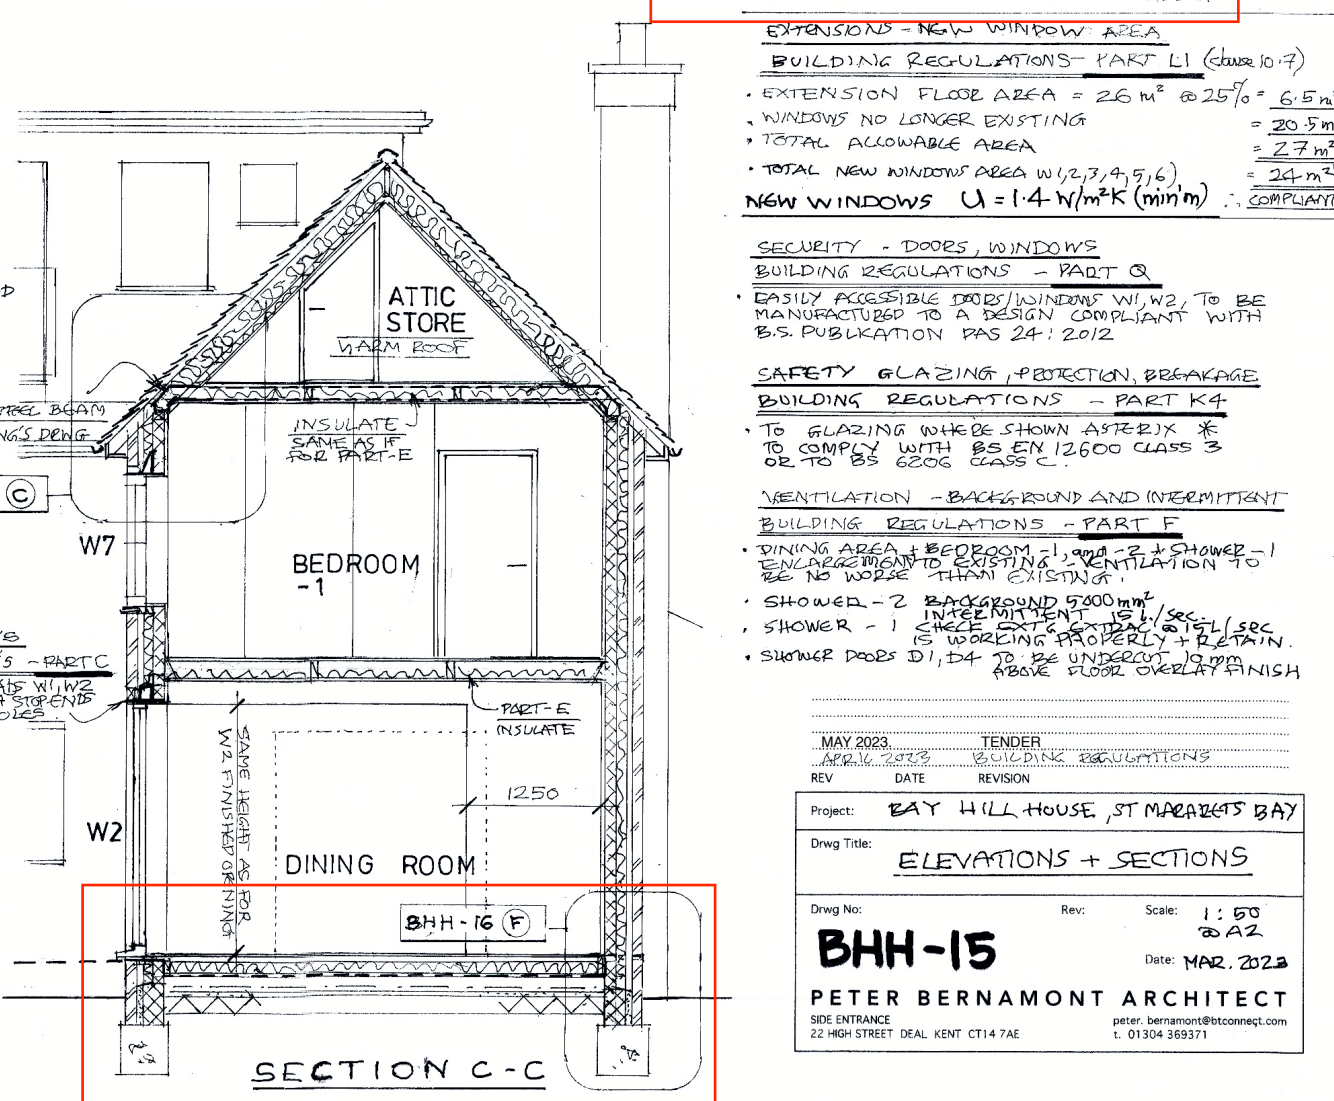 EXTENSIONS - NEW WINDOW AREA
BUILDING REGULATIONS - PART L1 (clause 10.7)
• EXTENSION FLOOR AREA = 26 m² @ 25% = 6.5 m
• WINDOWS NO LONGER EXISTING = 20.5 m
• TOTAL ALLOWABLE AREA = 27 m²
• TOTAL NEW WINDOWS AREA W1,2,3,4,5,6) = 24 m²
NEW WINDOWS U = 1.4 W/m²K (min'm) ∴ COMPLIANT
SECURITY - DOORS, WINDOWS
BUILDING REGULATIONS - PART Q
• EASILY ACCESSIBLE DOORS/WINDOWS W1, W2, TO BE
MANUFACTURED TO A DESIGN COMPLIANT WITH
B.S. PUBLICATION PAS 24: 2012
SAFETY GLAZING, PROTECTION, BREAKAGE
BUILDING REGULATIONS - PART K4
• TO GLAZING WHERE SHOWN ASTERIX *
TO COMPLY WITH BS EN 12600 CLASS 3
OR TO BS 6206 CLASS C.
VENTILATION - BACKGROUND AND INTERMITTENT
BUILDING REGULATIONS - PART F
• DINING AREA + BEDROOM -1, and -2 + SHOWER -1
ENLARGEMENT TO EXISTING - VENTILATION TO
BE NO WORSE THAN EXISTING.
• SHOWER - 2 BACKGROUND 5000 mm²
INTERMITTENT 15 L/sec
• SHOWER - 1 CHECK EXT'G EXTRAC @ 15 L/sec
IS WORKING PROPERLY + RETAIN.
• SHOWER DOORS D1, D4 TO BE UNDERCUT 10 mm
ABOVE FLOOR OVERLAY FINISH
MAY 2023. TENDER
APRIL 2023 BUILDING REGULATIONS
REV DATE REVISION
Project: BAY HILL HOUSE, ST MARARETS BAY
Drwg Title: ELEVATIONS + SECTIONS
Drwg No: Rev: Scale: 1:50
@ A2
BHH-15
Date: MAR. 2023
PETER BERNAMONT ARCHITECT
SIDE ENTRANCE peter. bernamont@btconnect.com
22 HIGH STREET DEAL KENT CT14 7AE t. 01304 369371
ATTIC
STORE
WARM ROOF
STEEL BEAM
NG'S DRWG
INSULATE
SAME AS IF
FOR PART-E
C
W7
BEDROOM
-1
- PART C
W1, W2
STOP-ENDS
PART-E
INSULATE
SAME HEIGHT AS FOR
W2 FINISHED OPENING
1250
W2
DINING ROOM
BHH-16 F
SECTION C-C